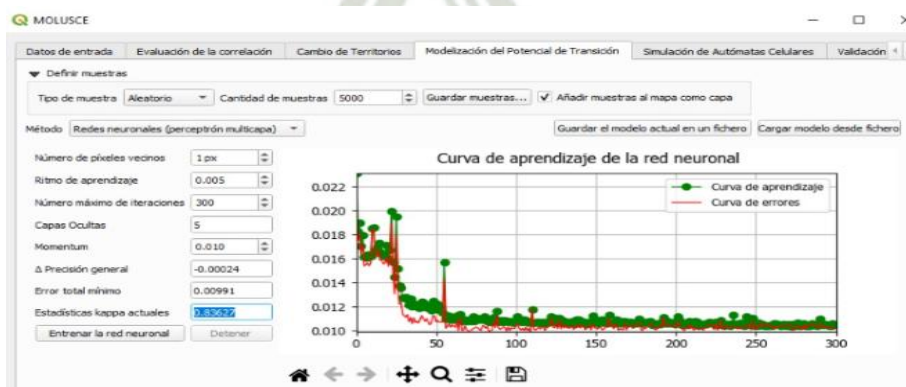 MOLUSCE
Datos de entrada Evaluación de la correlación Cambio de Territorios Modelización del Potencial de Transición Simulación de Autómatas Celulares Validación
Definir muestras
Tipo de muestra Aleatorio Cantidad de muestras 5000 Guardar muestras... Añadir muestras al mapa como capa
Método Redes neuronales (perceptrón multicapa) Guardar el modelo actual en un fichero Cargar modelo desde fichero
Número de píxeles vecinos 1 px
Ritmo de aprendizaje 0.005
Número máximo de iteraciones 300
Capas Ocultas 5
Momentum 0.010
Δ Precisión general -0.00024
Error total mínimo 0.00991
Estadísticas kappa actuales 0.83627
Entrenar la red neuronal Detener
Curva de aprendizaje de la red neuronal
Curva de aprendizaje
Curva de errores
0.022
0.020
0.018
0.016
0.014
0.012
0.010
0 50 100 150 200 250 300